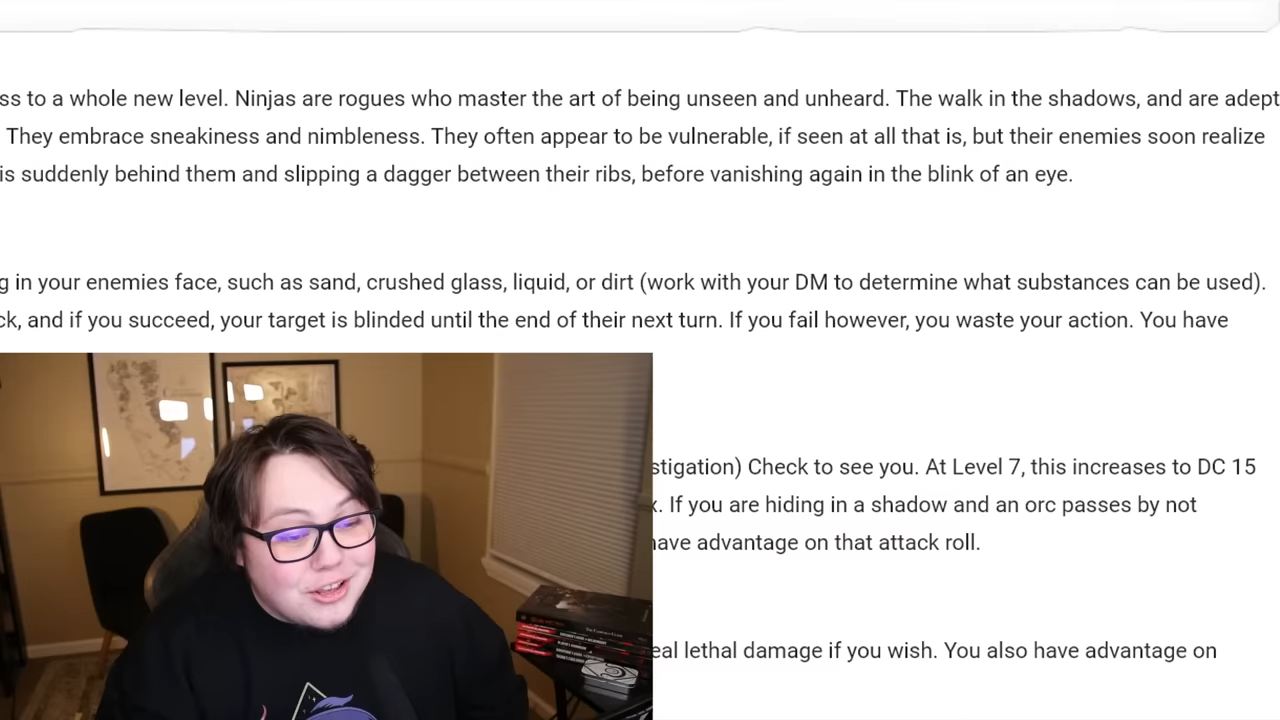 ss to a whole new level. Ninjas are rogues who master the art of being unseen and unheard. The walk in the shadows, and are adept
They embrace sneakiness and nimbleness. They often appear to be vulnerable, if seen at all that is, but their enemies soon realize
is suddenly behind them and slipping a dagger between their ribs, before vanishing again in the blink of an eye.
g in your enemies face, such as sand, crushed glass, liquid, or dirt (work with your DM to determine what substances can be used).
ck, and if you succeed, your target is blinded until the end of their next turn. If you fail however, you waste your action. You have
stigation) Check to see you. At Level 7, this increases to DC 15
. If you are hiding in a shadow and an orc passes by not
have advantage on that attack roll.
eal lethal damage if you wish. You also have advantage on